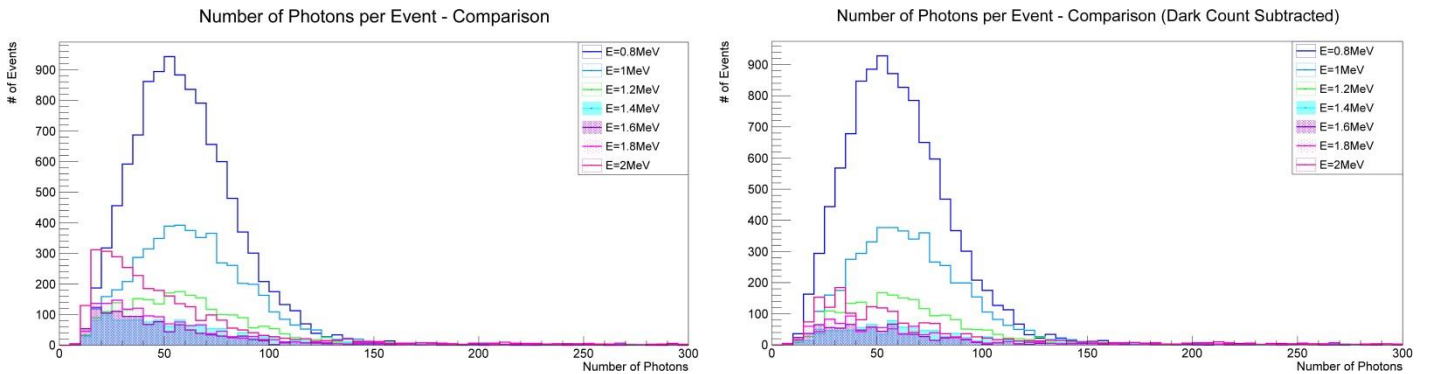 Number of Photons per Event - Comparison
# of Events
900
800
700
600
500
400
300
200
100
0
0
50
100
150
200
250
300
Number of Photons
E=0.8MeV
E=1MeV
E=1.2MeV
E=1.4MeV
E=1.6MeV
E=1.8MeV
E=2MeV
Number of Photons per Event - Comparison (Dark Count Subtracted)
# of Events
900
800
700
600
500
400
300
200
100
0
0
50
100
150
200
250
300
Number of Photons
E=0.8MeV
E=1MeV
E=1.2MeV
E=1.4MeV
E=1.6MeV
E=1.8MeV
E=2MeV